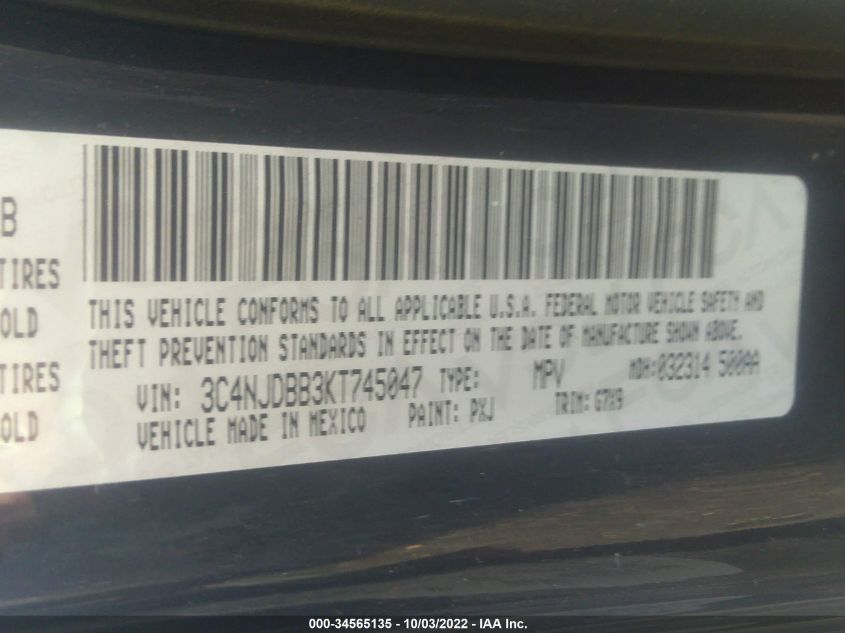 B
TIRES
OLD
TIRES
OLD
THIS VEHICLE CONFORMS TO ALL APPLICABLE U.S.A. FEDERAL MOTOR VEHICLE SAFETY AND
THEFT PREVENTION STANDARDS IN EFFECT ON THE DATE OF MANUFACTURE SHOWN ABOVE.
VIN: 3C4NJDBB3KT745047 TYPE: MPV MDH:032314 500AA
VEHICLE MADE IN MEXICO PAINT: PXJ TRIM: G7X9
000-34565135 - 10/03/2022 - IAA Inc.